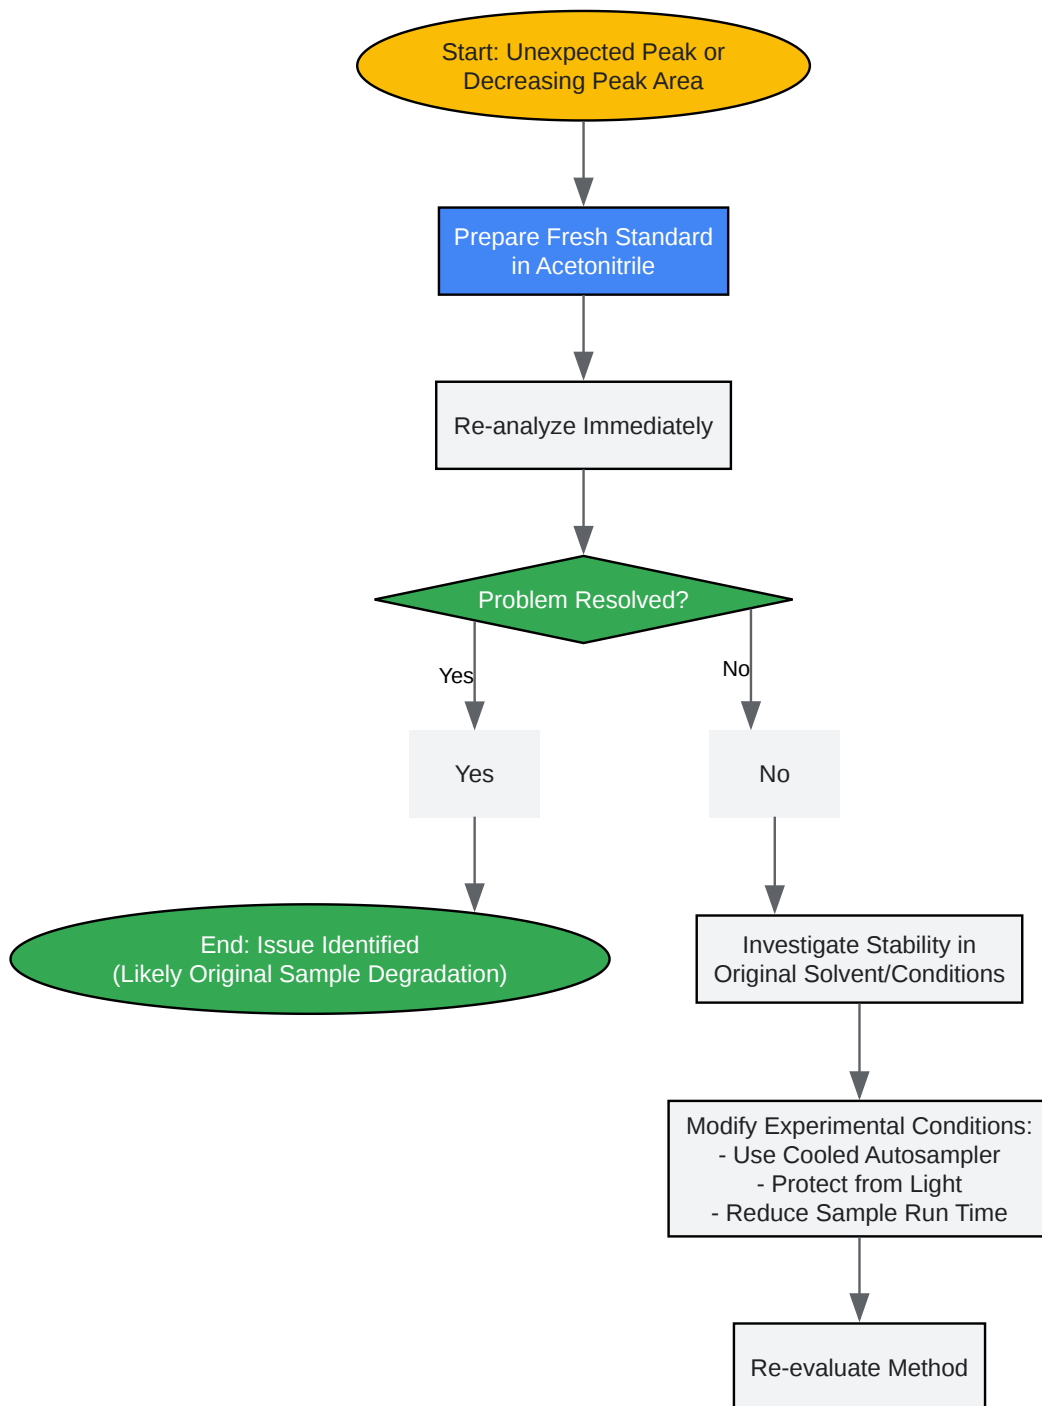 Start: Unexpected Peak or
Decreasing Peak Area
Prepare Fresh Standard
in Acetonitrile
Re-analyze Immediately
Problem Resolved?
Yes
No
Yes
No
End: Issue Identified
(Likely Original Sample Degradation)
Investigate Stability in
Original Solvent/Conditions
Modify Experimental Conditions:
- Use Cooled Autosampler
- Protect from Light
- Reduce Sample Run Time
Re-evaluate Method